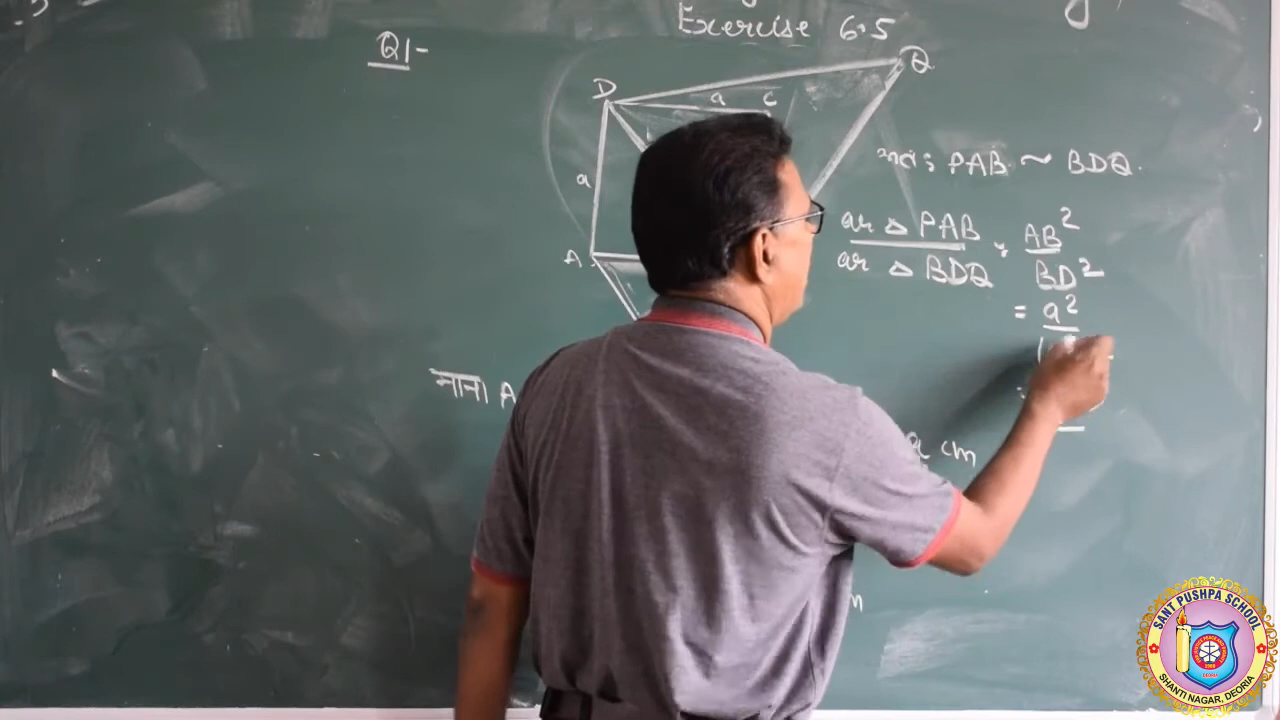 Exercise 6.5
Q1-
D
Q
a
C
a
A
अतः PAB ~ BDQ.
ar △ PAB
ar △ BDQ
AB²
BD²
= a²
माना A
cm
SANT PUSHPA SCHOOL
SHANTI NAGAR, DEORIA